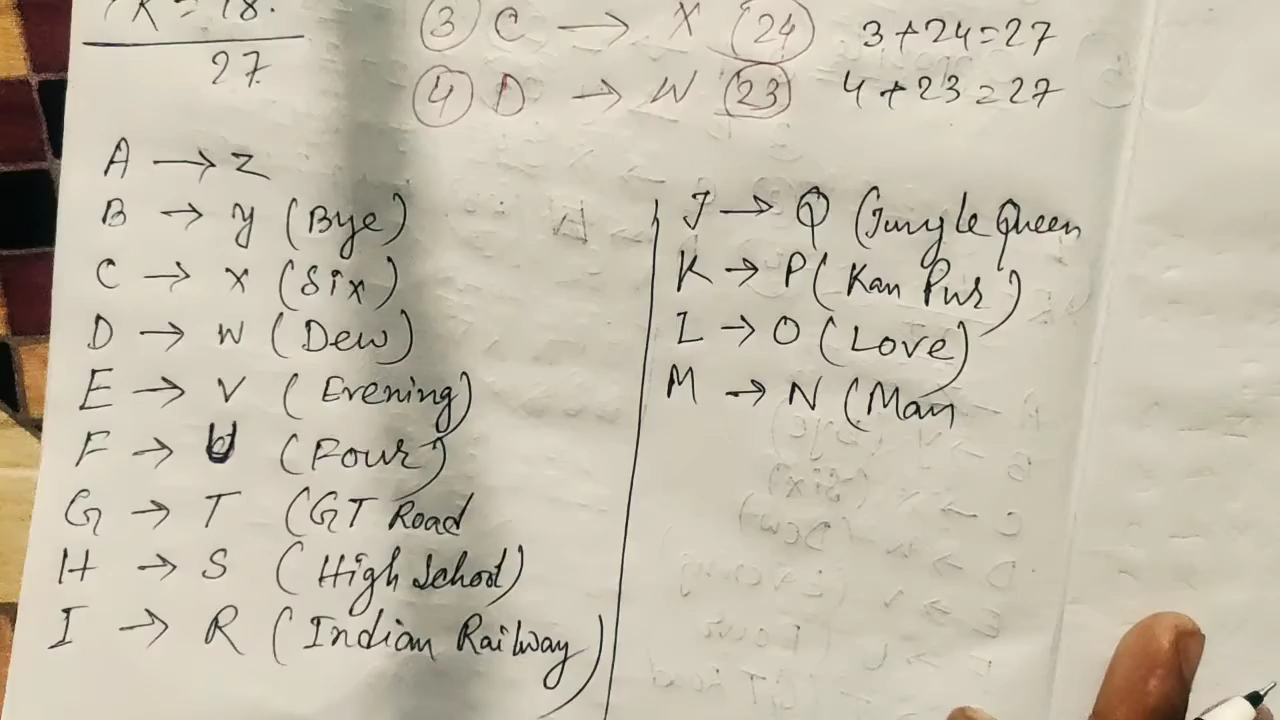 K = 18.
27
③ C → X (24) 3+24=27
④ D → W (23) 4+23=27
A → Z
B → y (Bye)
C → x (Six)
D → W (Dew)
E → V (Evening)
F → U (Four)
G → T (GT Road
H → S (High School)
I → R (Indian Railway)
J → Q (Jungle Queen
K → P (Kan Pur)
L → O (Love)
M → N (Man